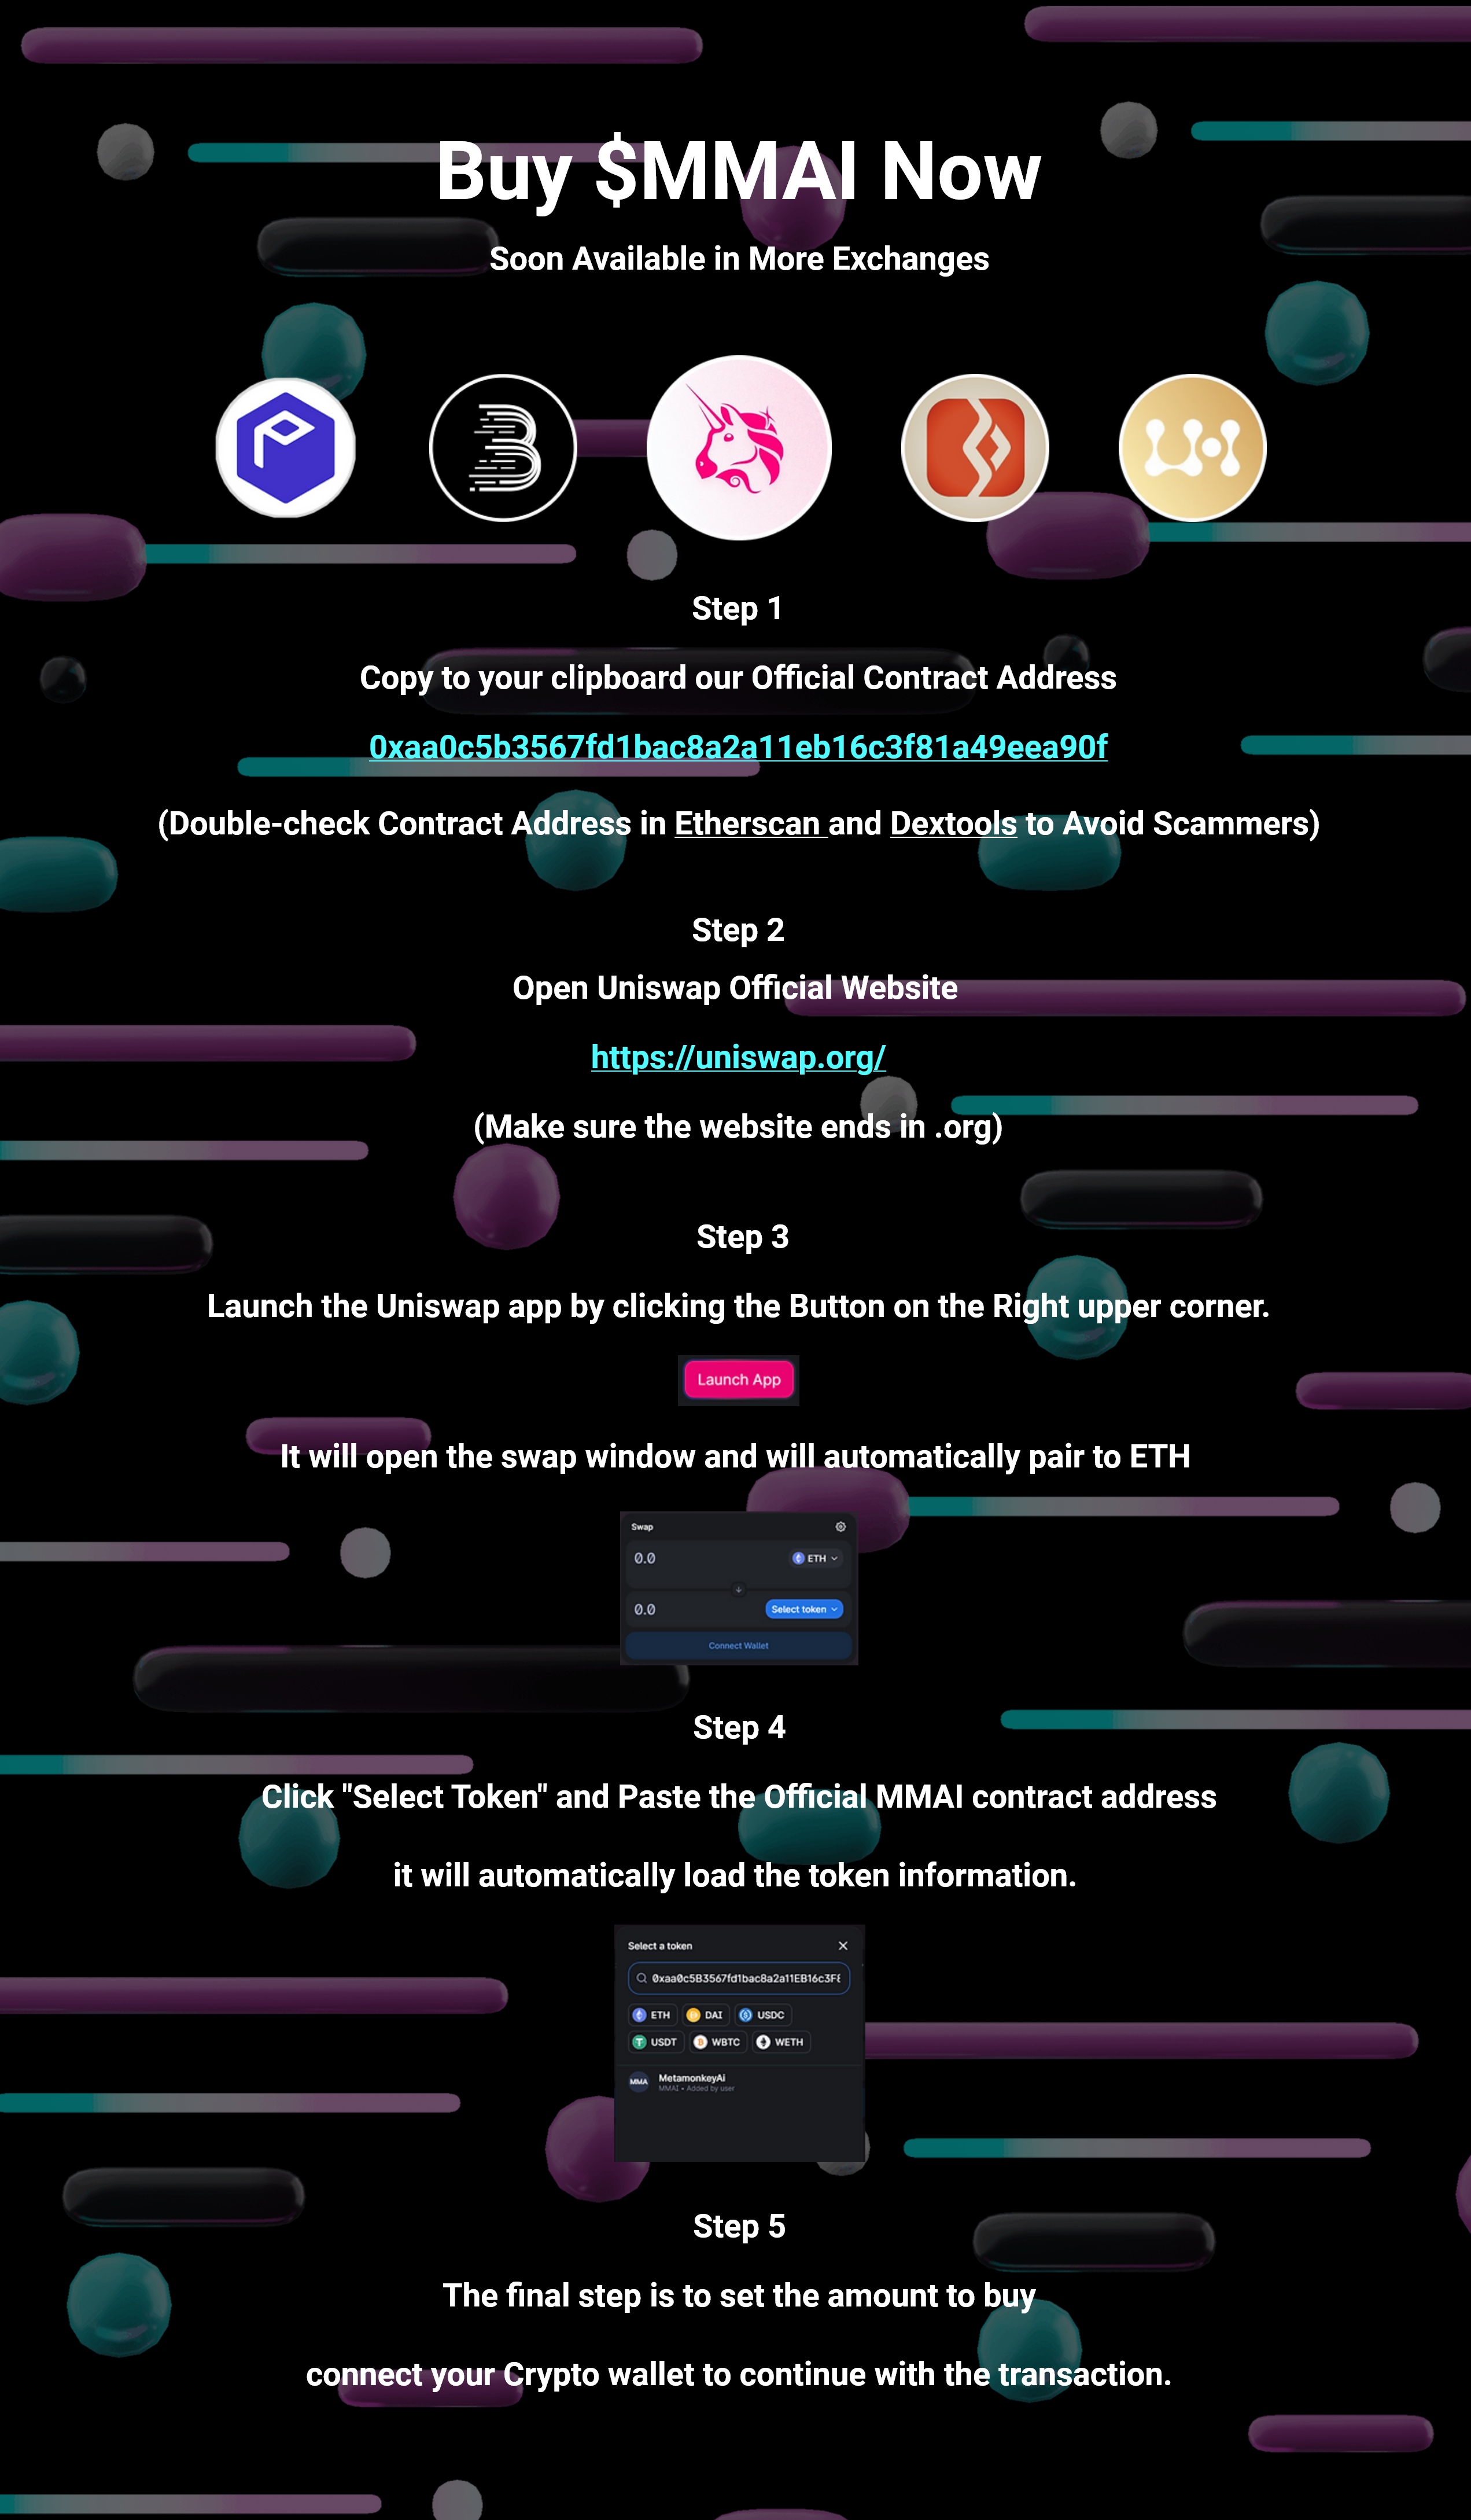 Buy $MMAI Now
Soon Available in More Exchanges
Step 1
Copy to your clipboard our Official Contract Address
0xaa0c5b3567fd1bac8a2a11eb16c3f81a49eea90f
(Double-check Contract Address in Etherscan and Dextools to Avoid Scammers)
Step 2
Open Uniswap Official Website
https://uniswap.org/
(Make sure the website ends in .org)
Step 3
Launch the Uniswap app by clicking the Button on the Right upper corner.
Launch App
It will open the swap window and will automatically pair to ETH
Swap
0.0 ETH
0.0 Select token
Connect Wallet
Step 4
Click "Select Token" and Paste the Official MMAI contract address
it will automatically load the token information.
Select a token
0xaa0c5B3567fd1bac8a2a11EB16c3F8
ETH DAI USDC
USDT WBTC WETH
MMA MetamonkeyAi
MMAI • Added by user
Step 5
The final step is to set the amount to buy
connect your Crypto wallet to continue with the transaction.